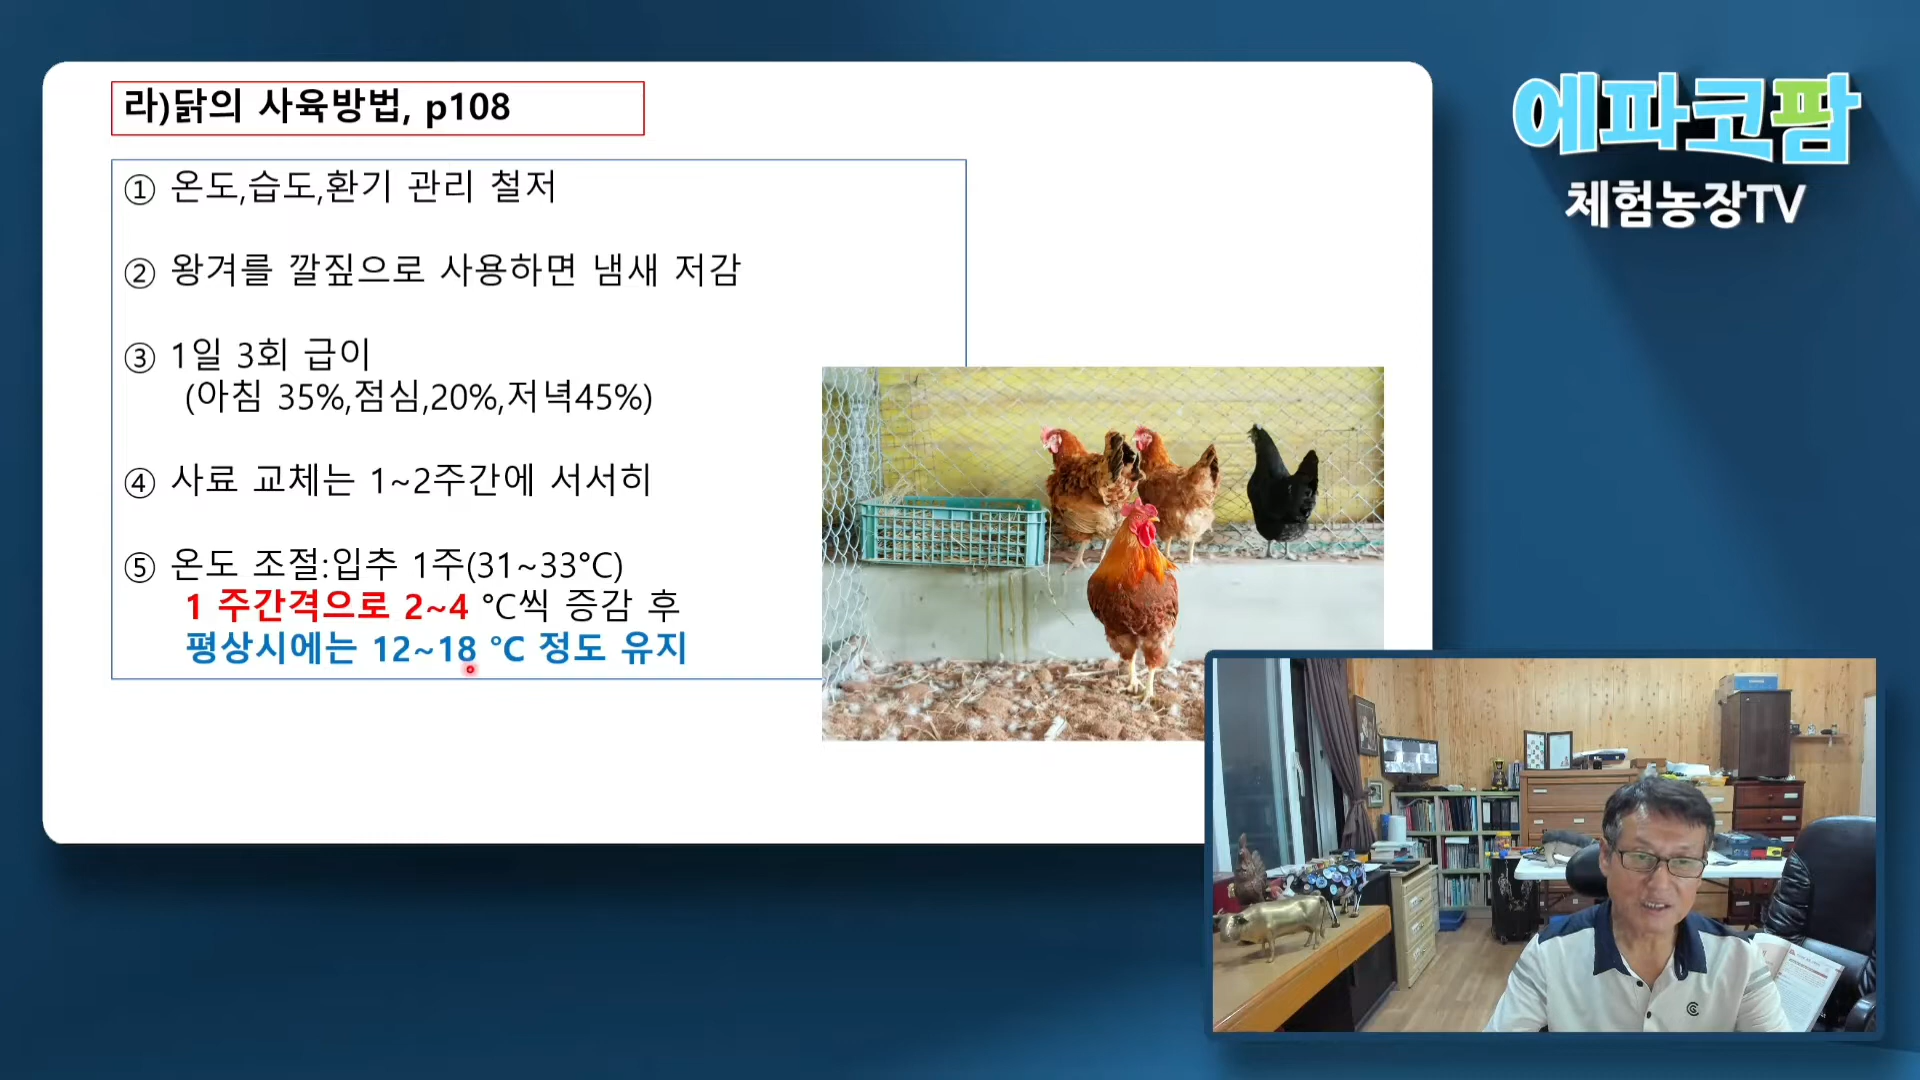 라)닭의 사육방법, p108
① 온도,습도,환기 관리 철저
② 왕겨를 깔짚으로 사용하면 냄새 저감
③ 1일 3회 급이
(아침 35%,점심,20%,저녁45%)
④ 사료 교체는 1~2주간에 서서히
⑤ 온도 조절:입추 1주(31~33°C)
1 주간격으로 2~4 °C씩 증감 후
평상시에는 12~18 °C 정도 유지
에파코팜
체험농장TV